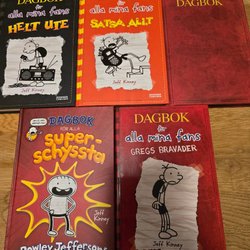 DAGBOK
för
alla mina fans
HELT UTE
Jeff Kinney
DAGBOK
för
alla mina fans
SATSA ALLT
Jeff Kinney
DAGBOK
DAGBOK
FÖR ALLA
super-
schyssta
Jeff
Kinney
Rowley Jeffersons
DAGBOK
för
alla mina fans
GREGS BRAVADER
Jeff Kinney